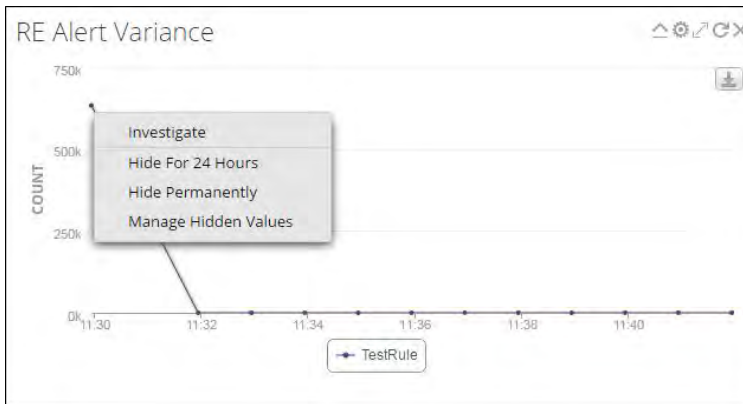 RE Alert Variance
750k
Investigate
500k
Hide For 24 Hours
Hide Permanently
COUNT
Manage Hidden Values
250k
0k
11:30 11:32 11:34 11:36 11:38 11:40
TestRule